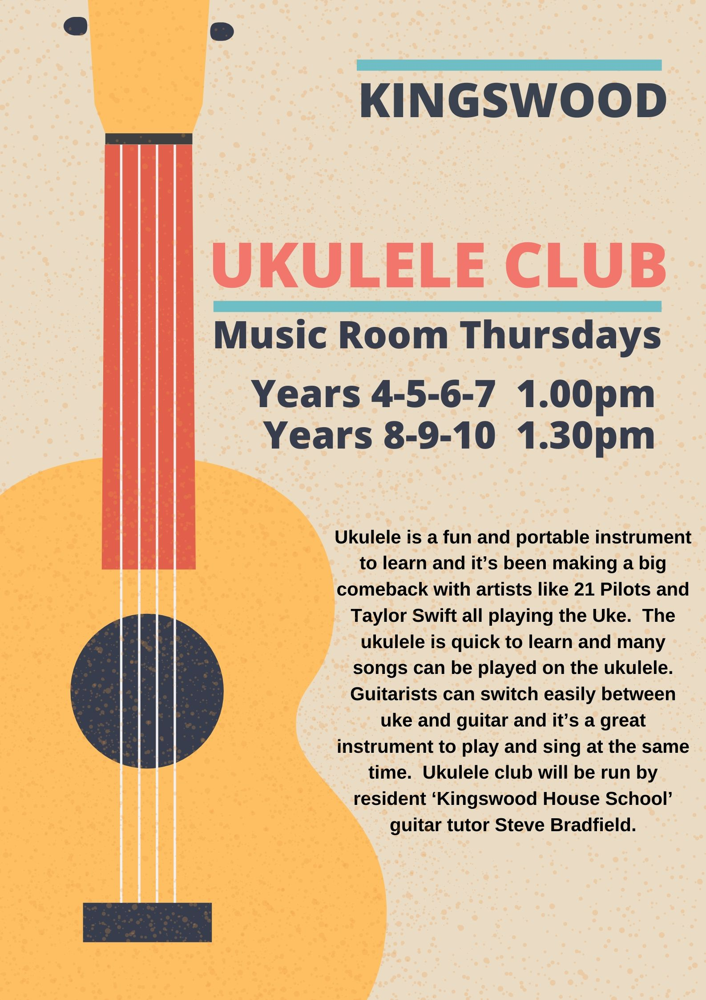 KINGSWOOD
UKULELE CLUB
Music Room Thursdays
Years 4-5-6-7  1.00pm
Years 8-9-10  1.30pm
Ukulele is a fun and portable instrument
to learn and it’s been making a big
comeback with artists like 21 Pilots and
Taylor Swift all playing the Uke.  The
ukulele is quick to learn and many
songs can be played on the ukulele.
Guitarists can switch easily between
uke and guitar and it’s a great
instrument to play and sing at the same
time.  Ukulele club will be run by
resident ‘Kingswood House School’
guitar tutor Steve Bradfield.